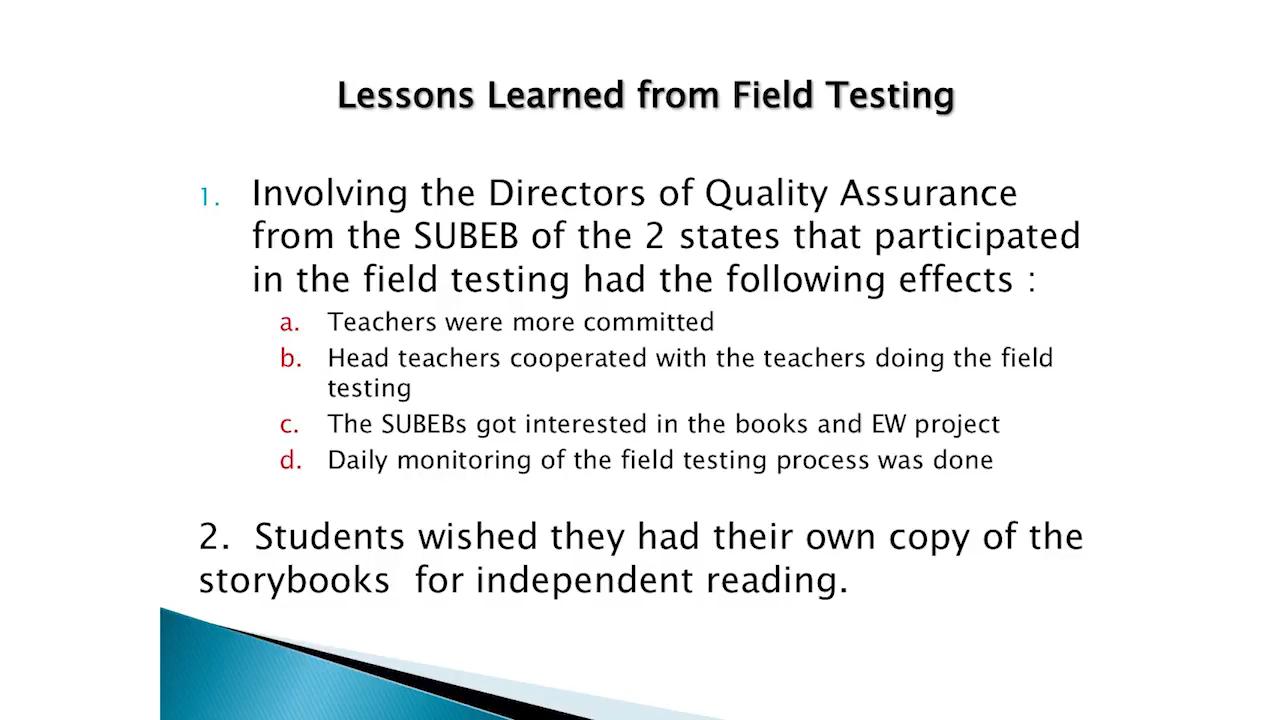 Lessons Learned from Field Testing
1. Involving the Directors of Quality Assurance
from the SUBEB of the 2 states that participated
in the field testing had the following effects :
a. Teachers were more committed
b. Head teachers cooperated with the teachers doing the field
testing
c. The SUBEBs got interested in the books and EW project
d. Daily monitoring of the field testing process was done
2. Students wished they had their own copy of the
storybooks for independent reading.